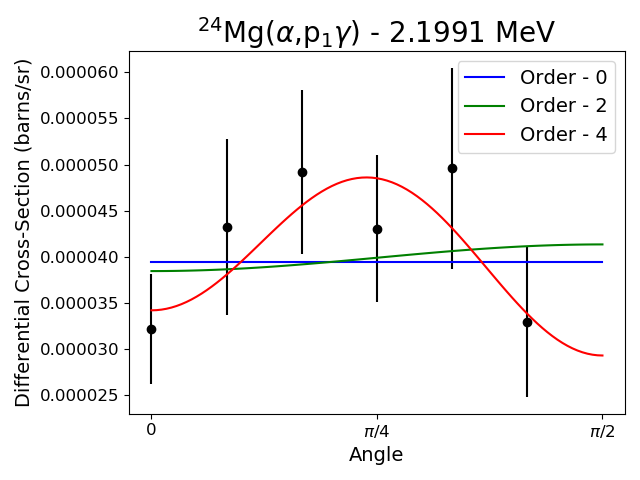 ²⁴Mg(α,p₁γ) - 2.1991 MeV
Differential Cross-Section (barns/sr)
0.000060
0.000055
0.000050
0.000045
0.000040
0.000035
0.000030
0.000025
Order - 0
Order - 2
Order - 4
0
π/4
π/2
Angle